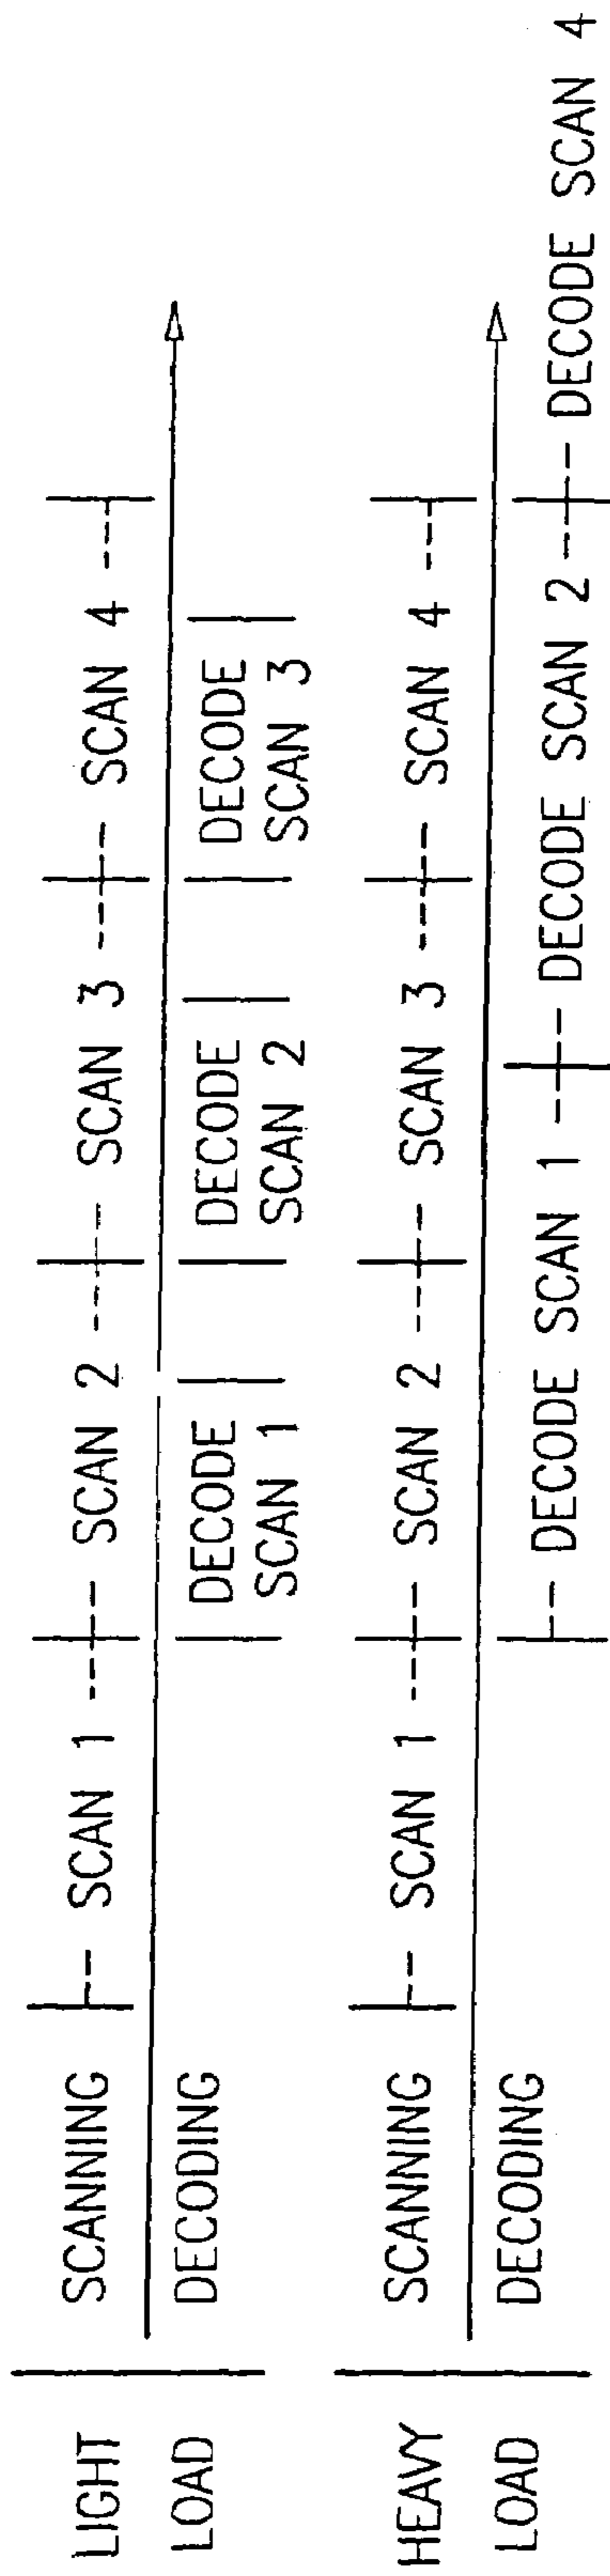 LIGHT LOAD
SCANNING
SCAN 1 SCAN 2 SCAN 3 SCAN 4
DECODING
DECODE SCAN 1
DECODE SCAN 2
DECODE SCAN 3
HEAVY LOAD
SCANNING
SCAN 1 SCAN 2 SCAN 3 SCAN 4
DECODING
DECODE SCAN 1 DECODE SCAN 2 DECODE SCAN 4